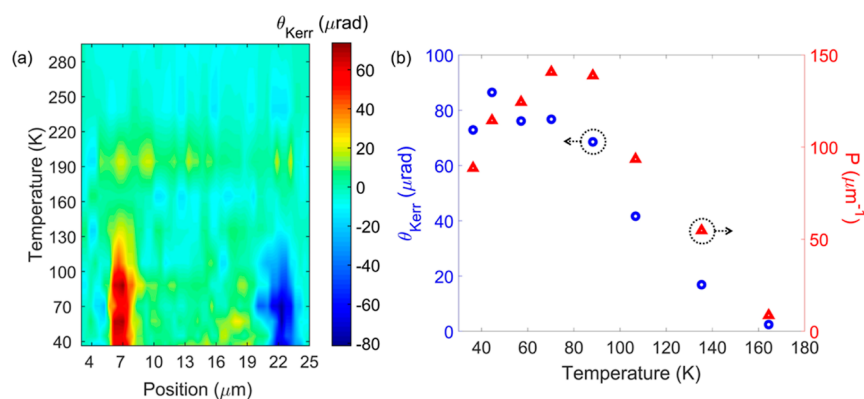 (a)
θKerr (μrad)
280
250
220
190
160
130
100
70
40
Temperature (K)
4 7 10 13 16 19 22 25
Position (μm)
60
40
20
0
-20
-40
-60
-80
(b)
100
80
60
40
20
0
θKerr (μrad)
150
100
50
0
P (μm⁻¹)
40 60 80 100 120 140 160 180
Temperature (K)